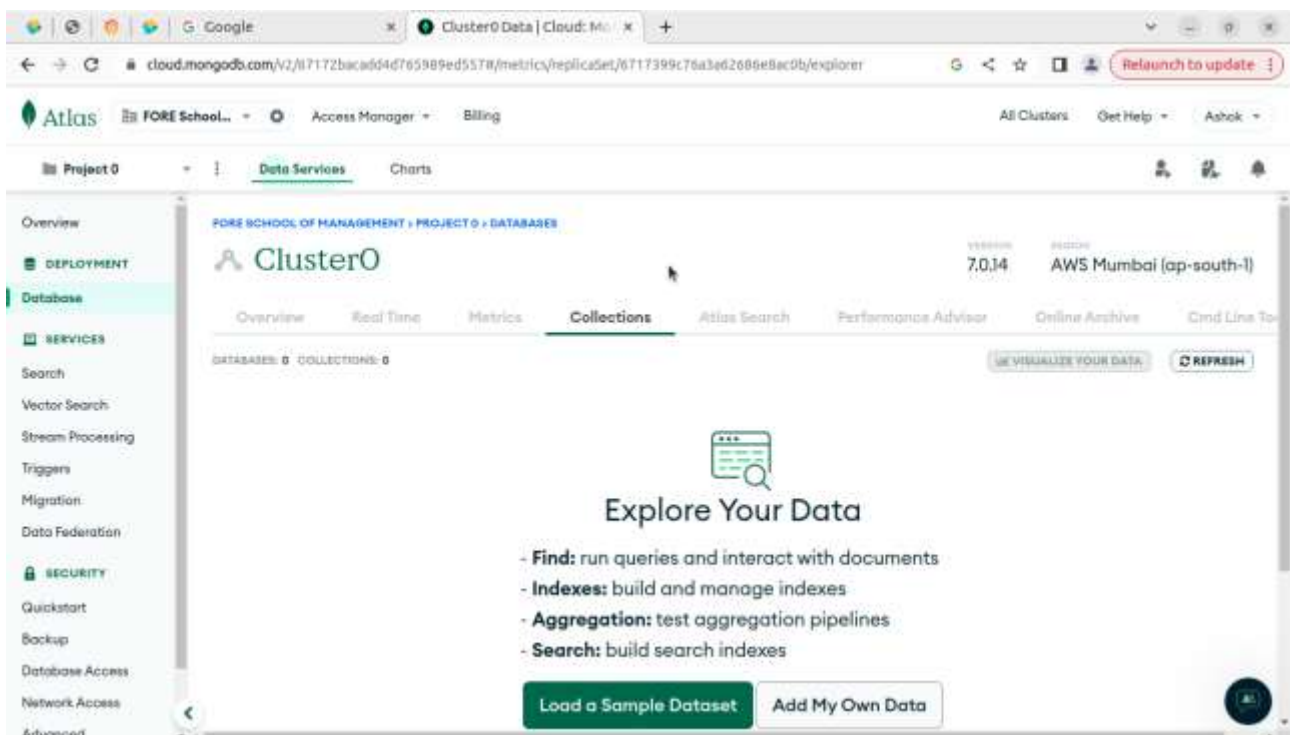 G Google
Cluster0 Data | Cloud: Mo
cloud.mongodb.com/v2/
/metrics/replicaSet/
/explorer
Relaunch to update
Atlas
FORE School...
Access Manager
Billing
All Clusters
Get Help
Ashok
Project 0
Data Services
Charts
Overview
DEPLOYMENT
Database
SERVICES
Search
Vector Search
Stream Processing
Triggers
Migration
Data Federation
SECURITY
Quickstart
Backup
Database Access
Network Access
Advanced
FORE SCHOOL OF MANAGEMENT > PROJECT 0 > DATABASES
Cluster0
VERSION
7.0.14
REGION
AWS Mumbai (ap-south-1)
Overview
Real Time
Metrics
Collections
Atlas Search
Performance Advisor
Online Archive
Cmd Line To
DATABASES: 0 COLLECTIONS: 0
VISUALIZE YOUR DATA
REFRESH
Explore Your Data
- Find: run queries and interact with documents
- Indexes: build and manage indexes
- Aggregation: test aggregation pipelines
- Search: build search indexes
Load a Sample Dataset
Add My Own Data